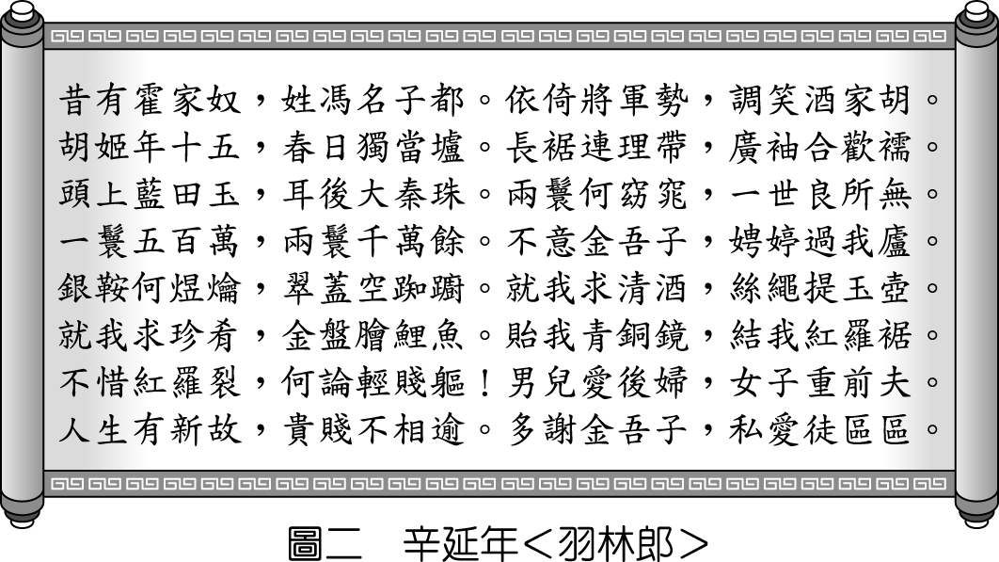 昔有霍家奴，姓馮名子都。依倚將軍勢，調笑酒家胡。
胡姬年十五，春日獨當壚。長裾連理帶，廣袖合歡襦。
頭上藍田玉，耳後大秦珠。兩鬟何窈窕，一世良所無。
一鬟五百萬，兩鬟千萬餘。不意金吾子，娉婷過我廬。
銀鞍何煜爚，翠蓋空踟躕。就我求清酒，絲繩提玉壺。
就我求珍肴，金盤膾鯉魚。貽我青銅鏡，結我紅羅裾。
不惜紅羅裂，何論輕賤軀！男兒愛後婦，女子重前夫。
人生有新故，貴賤不相逾。多謝金吾子，私愛徒區區。
圖二　辛延年＜羽林郎＞